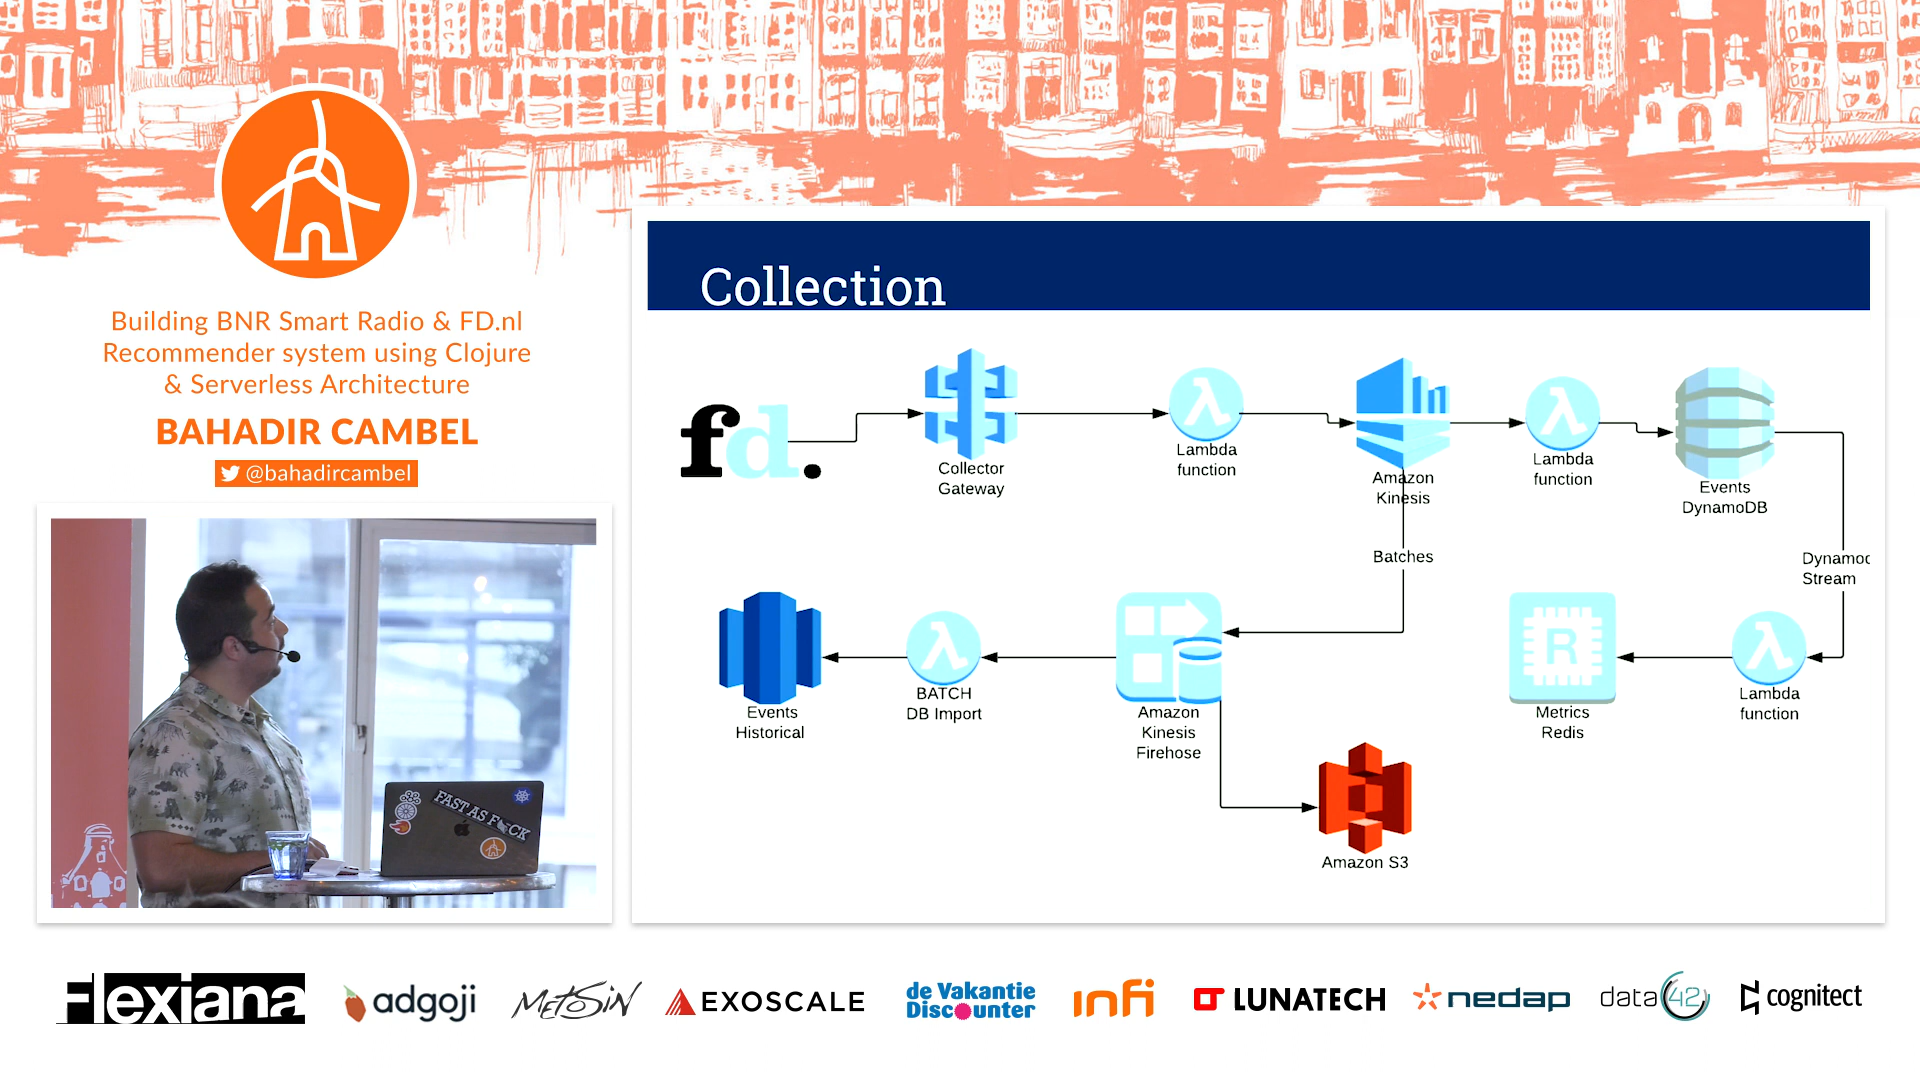 Building BNR Smart Radio & FD.nl
Recommender system using Clojure
& Serverless Architecture
BAHADIR CAMBEL
@bahadircambel
FAST AS F CK
Collection
fd.
Collector
Gateway
Lambda
function
Amazon
Kinesis
Lambda
function
Events
DynamoDB
Batches
Dynamoc
Stream
Events
Historical
BATCH
DB Import
Amazon
Kinesis
Firehose
R
Metrics
Redis
Lambda
function
Amazon S3
Flexiana
adgoji
METOSIN
EXOSCALE
de Vakantie
Discounter
infi
LUNATECH
nedap
data 42
cognitect